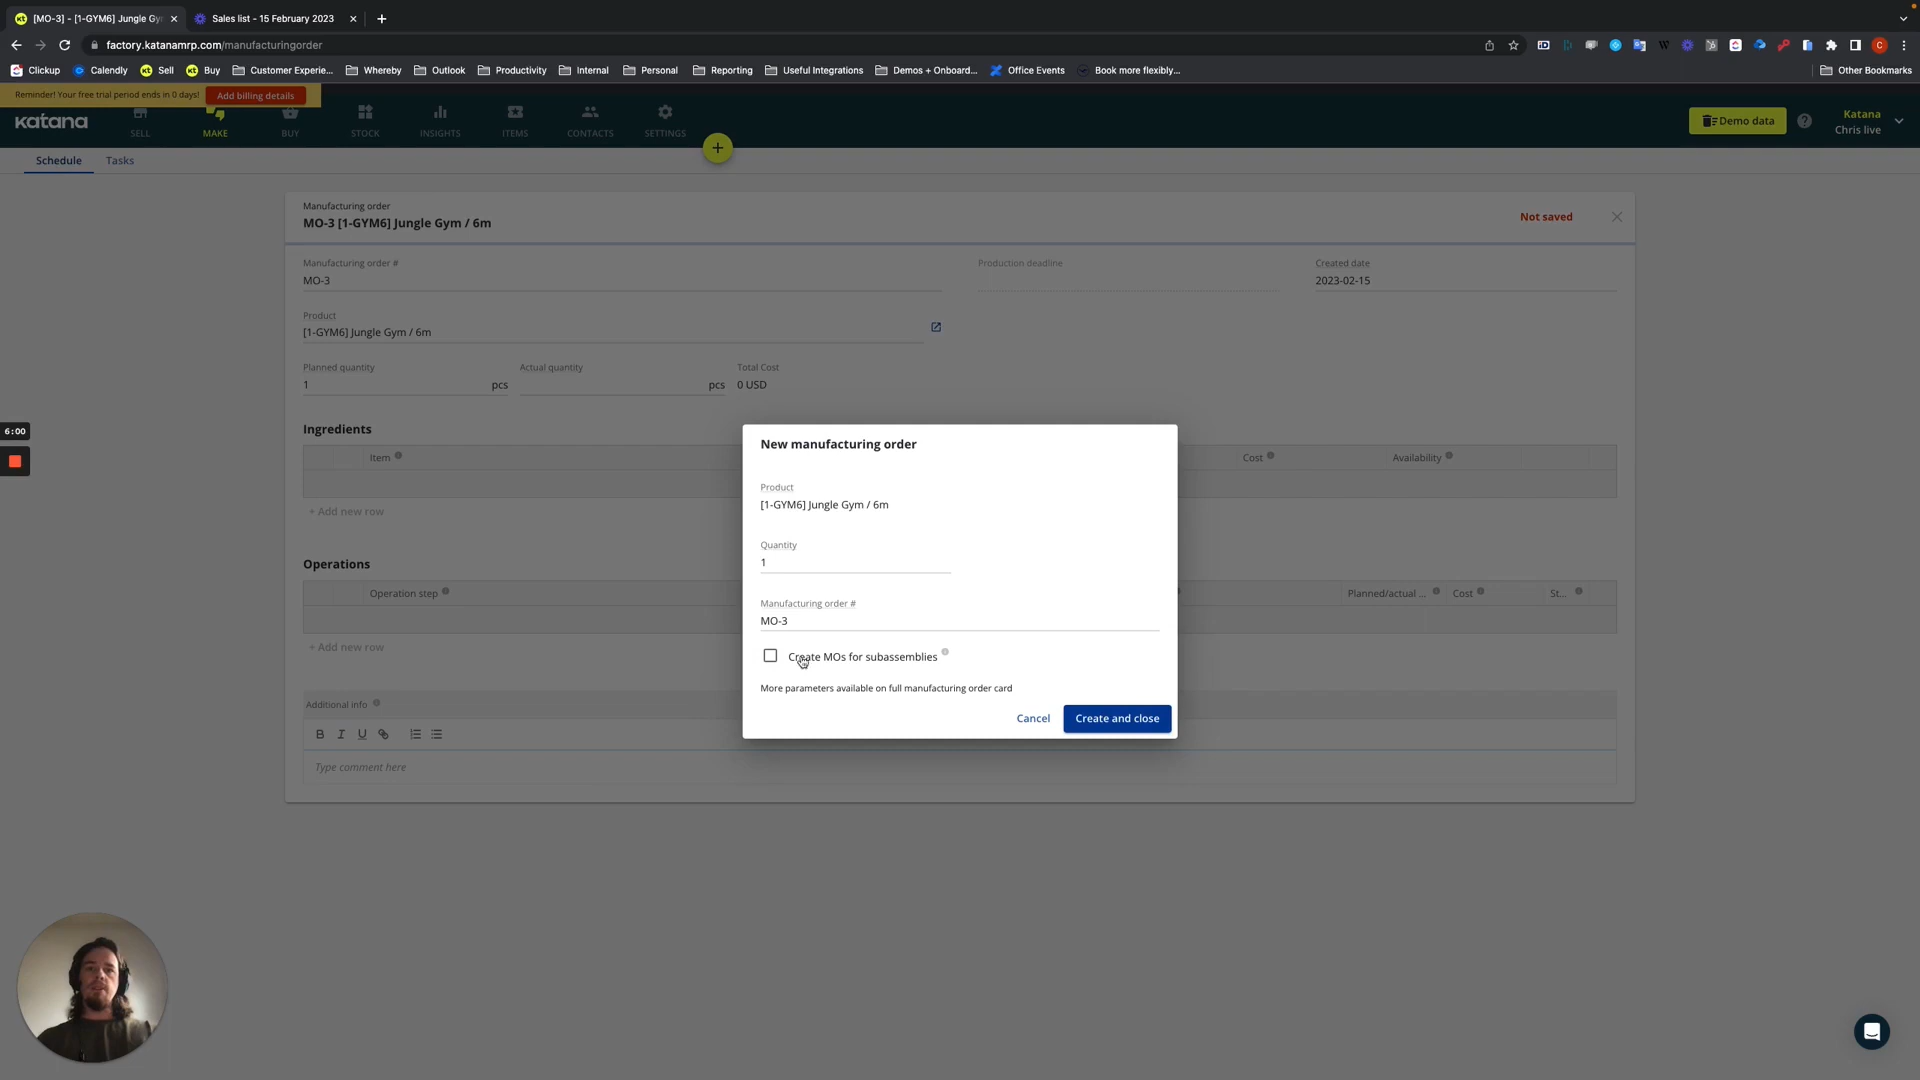 [MO-3] - [1-GYM6] Jungle Gy
Sales list - 15 February 2023
factory.katanamrp.com/manufacturingorder
Clickup
Calendly
Sell
Buy
Customer Experie...
Whereby
Outlook
Productivity
Internal
Personal
Reporting
Useful Integrations
Demos + Onboard...
Office Events
Book more flexibly...
Other Bookmarks
Reminder! Your free trial period ends in 0 days!
Add billing details
katana
SELL
MAKE
BUY
STOCK
INSIGHTS
ITEMS
CONTACTS
SETTINGS
Demo data
Katana
Chris live
Schedule
Tasks
Manufacturing order
MO-3 [1-GYM6] Jungle Gym / 6m
Not saved
Manufacturing order #
MO-3
Production deadline
Created date
2023-02-15
Product
[1-GYM6] Jungle Gym / 6m
Planned quantity
1 pcs
Actual quantity
pcs
Total Cost
0 USD
6:00
Ingredients
Item
Cost
Availability
+ Add new row
Operations
Operation step
Planned/actual ...
Cost
St...
+ Add new row
Additional info
B I U
Type comment here
New manufacturing order
Product
[1-GYM6] Jungle Gym / 6m
Quantity
1
Manufacturing order #
MO-3
Create MOs for subassemblies
More parameters available on full manufacturing order card
Cancel
Create and close